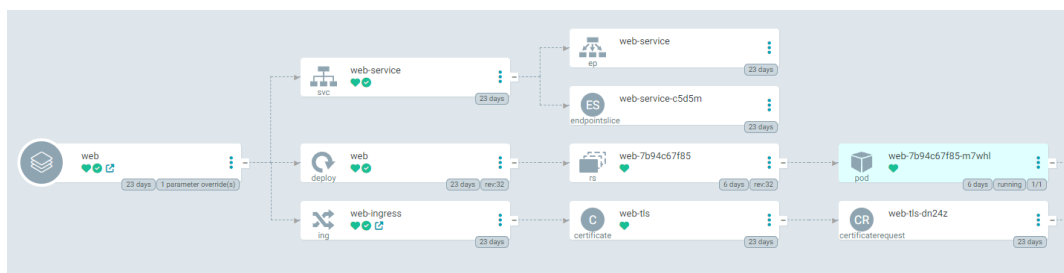 web-service
ep
23 days
web-service
svc
23 days
ES
web-service-c5d5m
endpointslice
23 days
web
23 days
1 parameter override(s)
web
deploy
23 days
rev:32
web-7b94c67f85
rs
6 days
rev:32
web-7b94c67f85-m7whl
pod
6 days
running
1/1
web-ingress
ing
23 days
C
web-tls
certificate
23 days
CR
web-tls-dn24z
certificaterequest
23 days